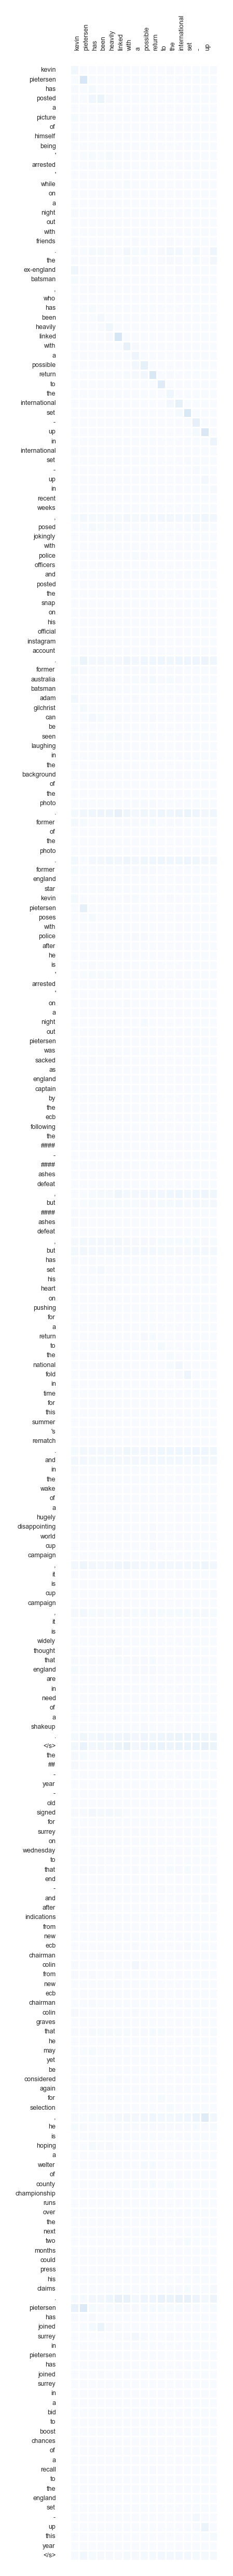 kevin
pietersen
has
been
heavily
linked
with
a
possible
return
to
the
international
set
-
up
kevin
pietersen
has
posted
a
picture
of
himself
being
'
arrested
'
while
on
a
night
out
with
friends
.
the
ex-england
batsman
,
who
has
been
heavily
linked
with
a
possible
return
to
the
international
set
-
up
in
international
set
-
up
in
recent
weeks
,
posed
jokingly
with
police
officers
and
posted
the
snap
on
his
official
instagram
account
.
former
australia
batsman
adam
gilchrist
can
be
seen
laughing
in
the
background
of
the
photo
.
former
of
the
photo
.
former
england
star
kevin
pietersen
poses
with
police
after
he
is
'
arrested
'
on
a
night
out
pietersen
was
sacked
as
england
captain
by
the
ecb
following
the
####
-
####
ashes
defeat
,
but
####
ashes
defeat
,
but
has
set
his
heart
on
pushing
for
a
return
to
the
national
fold
in
time
for
this
summer
's
rematch
.
and
in
the
wake
of
a
hugely
disappointing
world
cup
campaign
,
it
is
cup
campaign
,
it
is
widely
thought
that
england
are
in
need
of
a
shakeup
.
</s>
the
##
-
year
-
old
signed
for
surrey
on
wednesday
to
that
end
-
and
after
indications
from
new
ecb
chairman
colin
from
new
ecb
chairman
colin
graves
that
he
may
yet
be
considered
again
for
selection
,
he
is
hoping
a
welter
of
county
championship
runs
over
the
next
two
months
could
press
his
claims
.
pietersen
has
joined
surrey
in
pietersen
has
joined
surrey
in
a
bid
to
boost
chances
of
a
recall
to
the
england
set
-
up
this
year
</s>